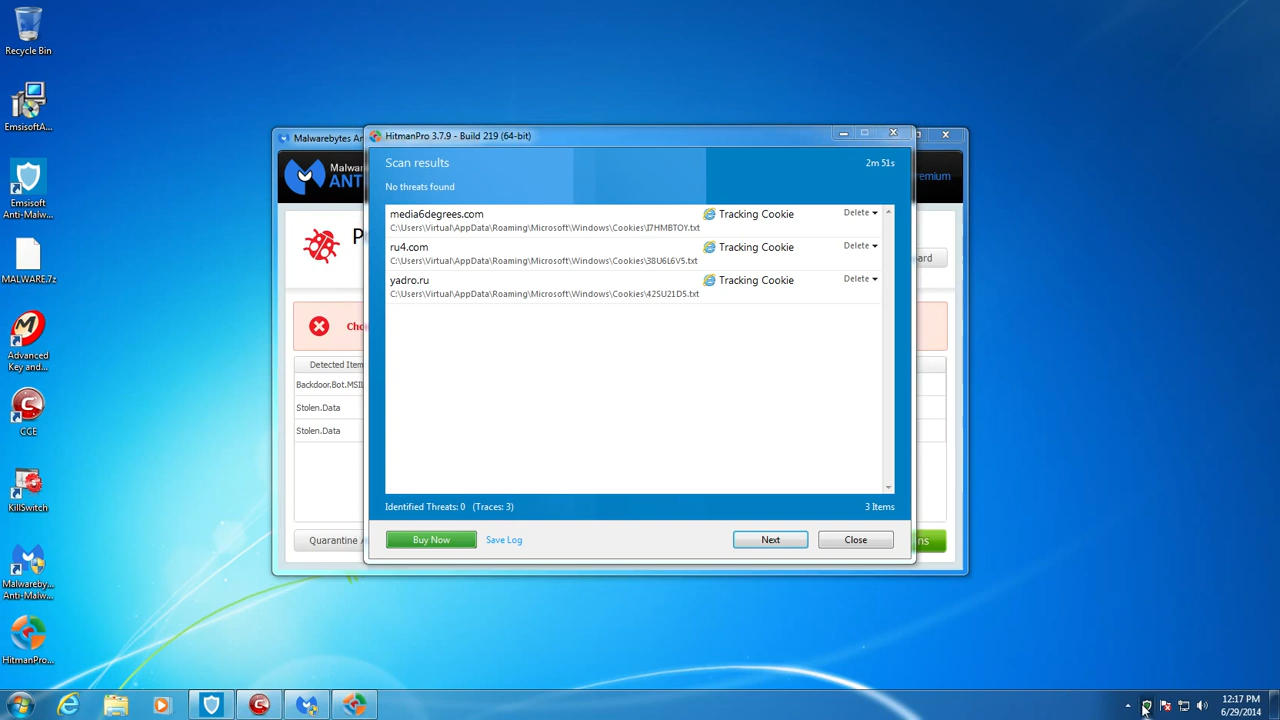 Recycle Bin
EmsisoftA...
Emsisoft
Anti-Malw...
MALWARE.7z
Advanced
Key and...
CCE
KillSwitch
Malwareby...
Anti-Malw...
HitmanPro...
Malwarebytes An
Malwar
ANTI
remium
P
ard
Cho
Detected Item
Backdoor.Bot.MSIL
Stolen.Data
Stolen.Data
Quarantine A
ns
HitmanPro 3.7.9 - Build 219 (64-bit)
Scan results
2m 51s
No threats found
media6degrees.com Tracking Cookie Delete
C:\Users\Virtual\AppData\Roaming\Microsoft\Windows\Cookies\I7HMBTOY.txt
ru4.com Tracking Cookie Delete
C:\Users\Virtual\AppData\Roaming\Microsoft\Windows\Cookies\38U6L6V5.txt
yadro.ru Tracking Cookie Delete
C:\Users\Virtual\AppData\Roaming\Microsoft\Windows\Cookies\425U21D5.txt
Identified Threats: 0 (Traces: 3) 3 Items
Buy Now Save Log Next Close
12:17 PM
6/29/2014